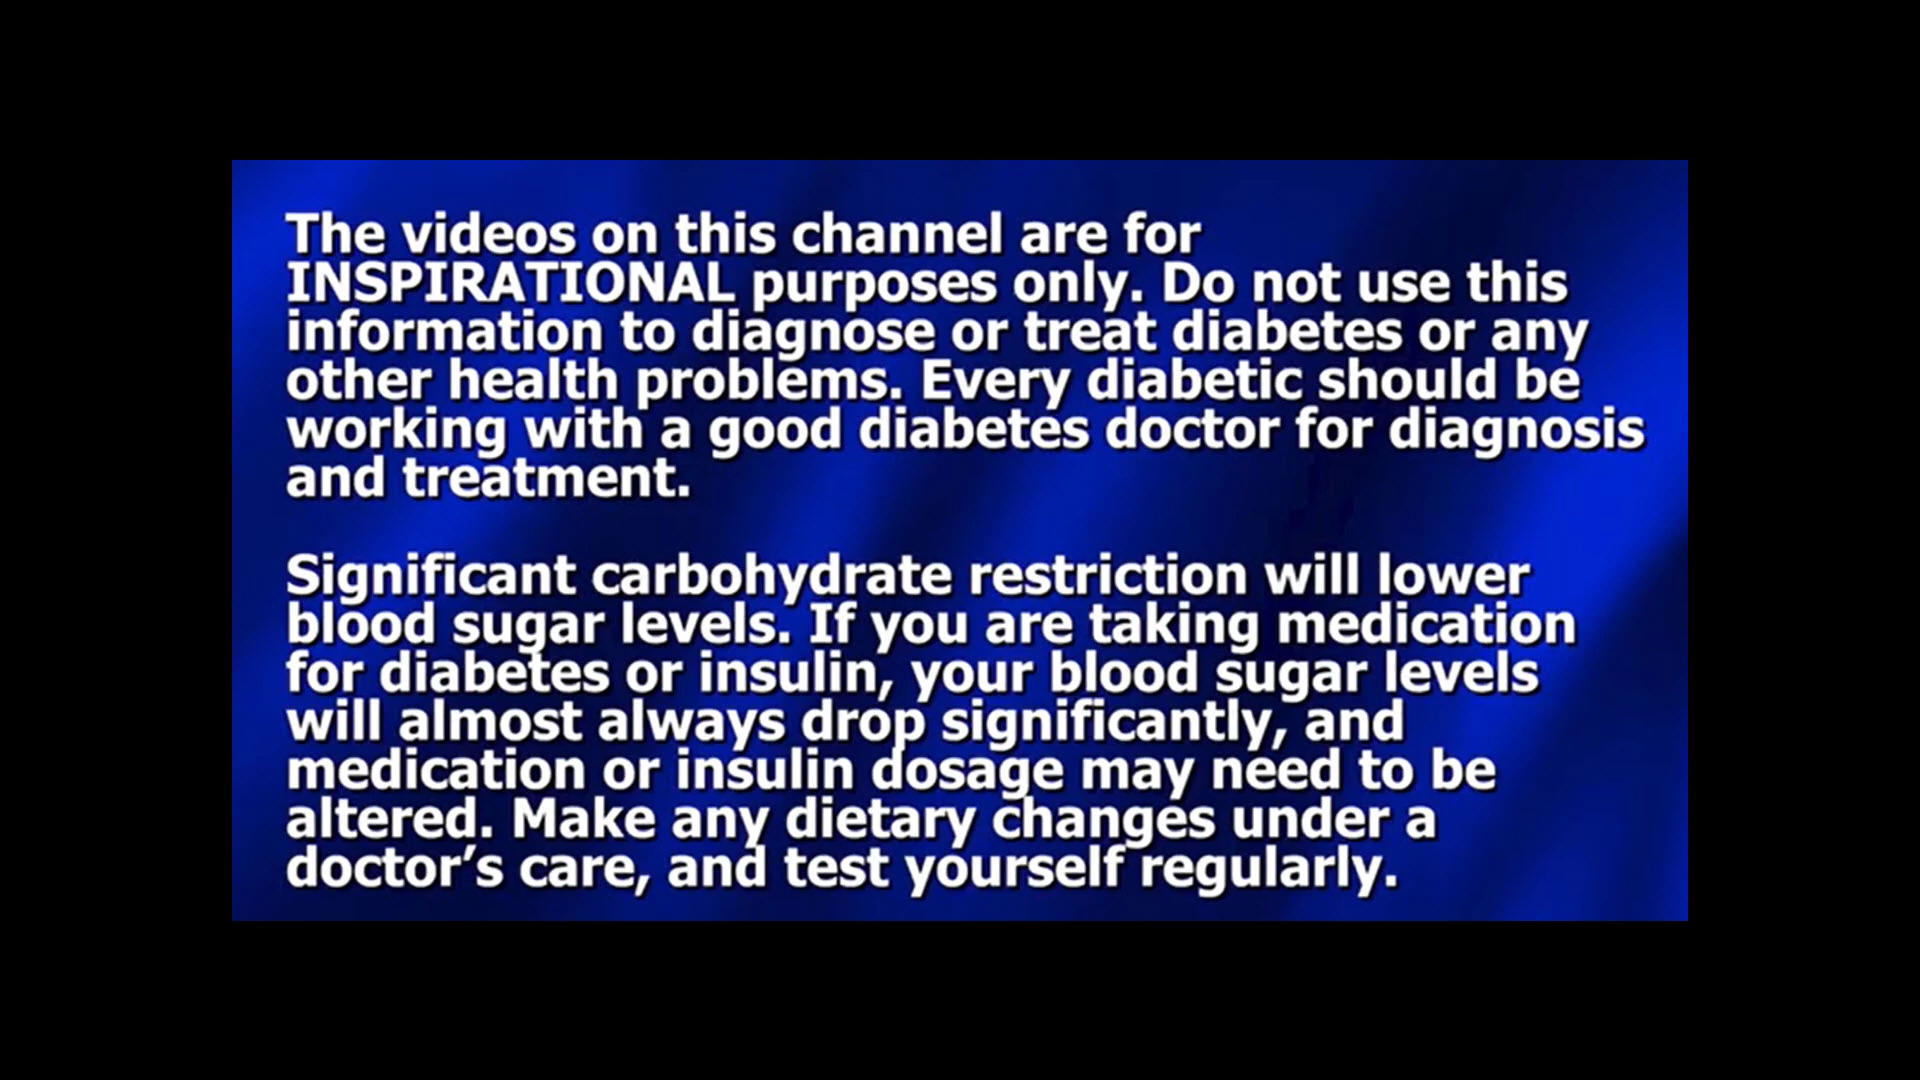 The videos on this channel are for
INSPIRATIONAL purposes only. Do not use this
information to diagnose or treat diabetes or any
other health problems. Every diabetic should be
working with a good diabetes doctor for diagnosis
and treatment.
Significant carbohydrate restriction will lower
blood sugar levels. If you are taking medication
for diabetes or insulin, your blood sugar levels
will almost always drop significantly, and
medication or insulin dosage may need to be
altered. Make any dietary changes under a
doctor’s care, and test yourself regularly.